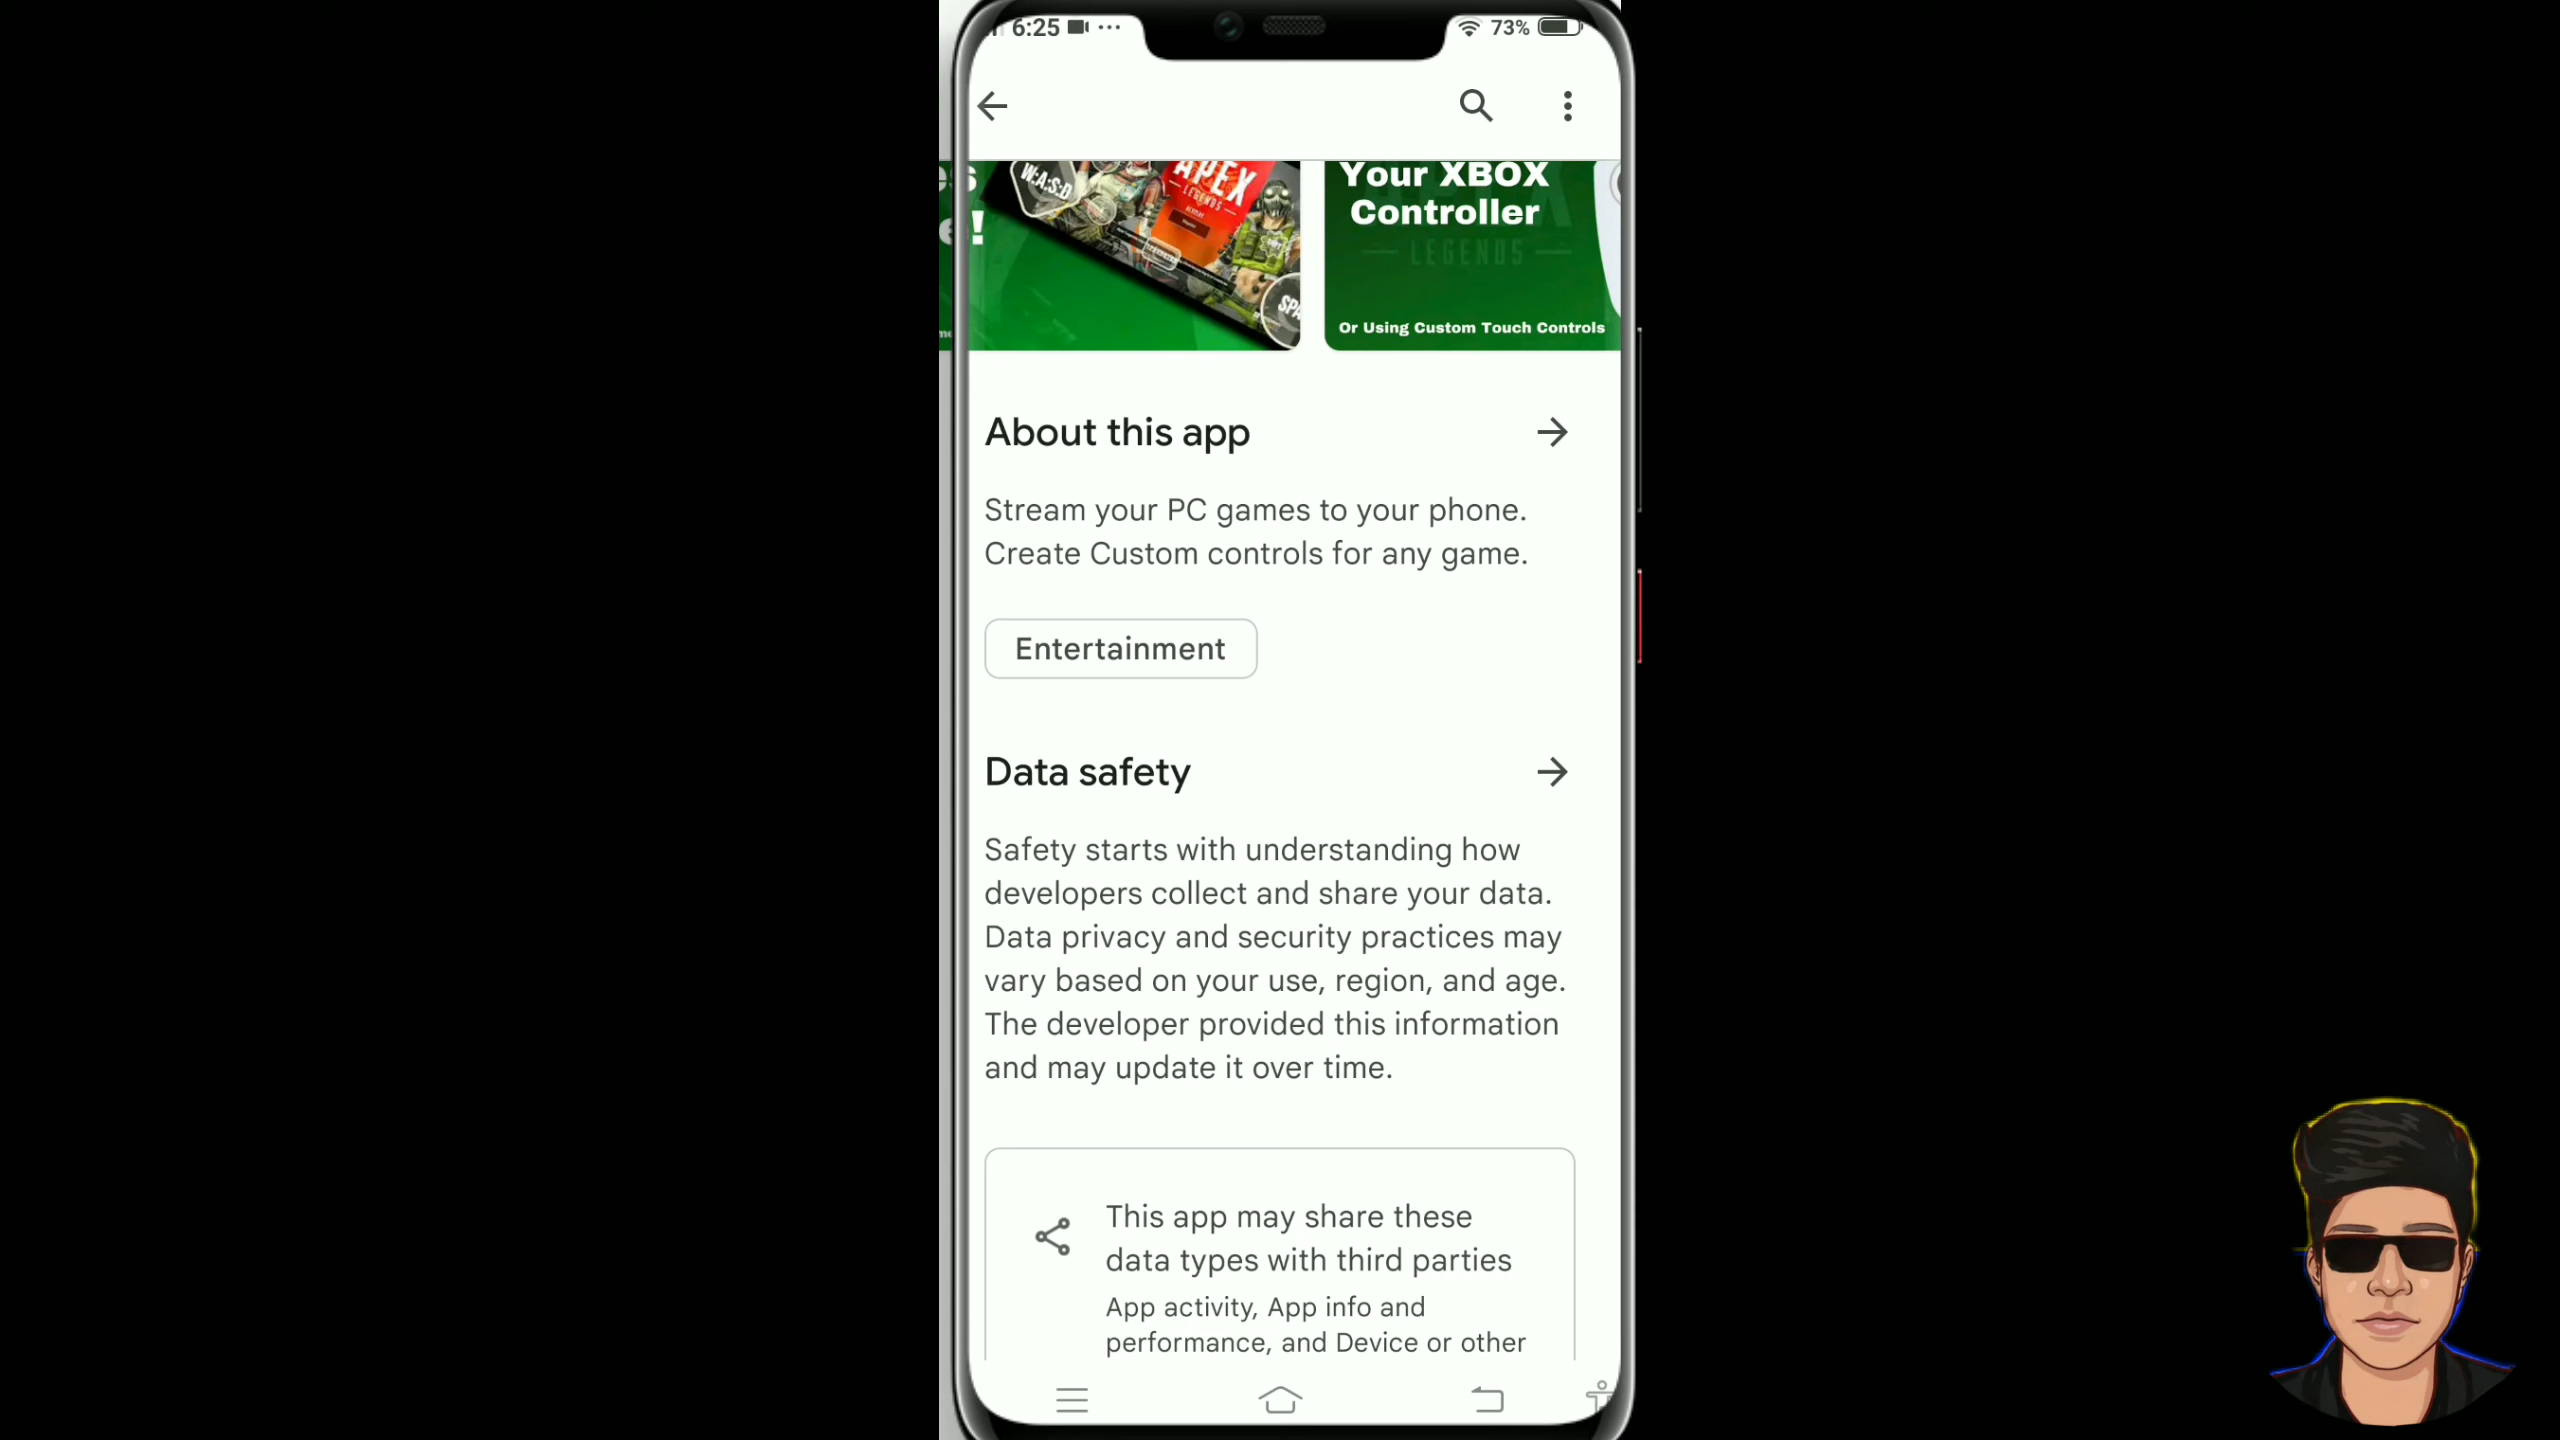 6:25
73%
W:A:S:D
APEX
LEGENDS
Your XBOX
Controller
LEGENDS
Or Using Custom Touch Controls
About this app
Stream your PC games to your phone.
Create Custom controls for any game.
Entertainment
Data safety
Safety starts with understanding how
developers collect and share your data.
Data privacy and security practices may
vary based on your use, region, and age.
The developer provided this information
and may update it over time.
This app may share these
data types with third parties
App activity, App info and
performance, and Device or other